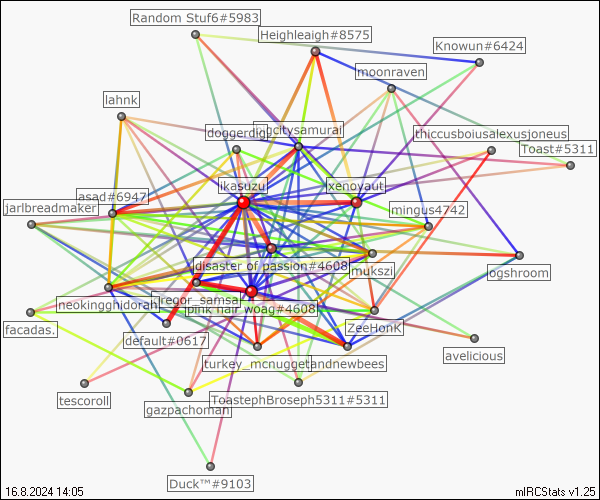 Random Stuf6#5983
Heighleaigh#8575
Knowun#6424
moonraven
lahnk
doggerdig
thiccusboiusalexusjoneus
Toast#5311
ikasuzu
xenoyaut
asad#6947
jarlbreadmaker
mingus4742
disaster of passion#4608
mukszi
ogshroom
neokingghidorah
gregor_samsa
pink hair woag#4608
facadas.
default#0617
ZeeHonK
turkey_mcnugget
andnewbees
avelicious
tescoroll
gazpachoman
ToastephBroseph5311#5311
Duck™#9103
16.8.2024 14:05
mIRCStats v1.25